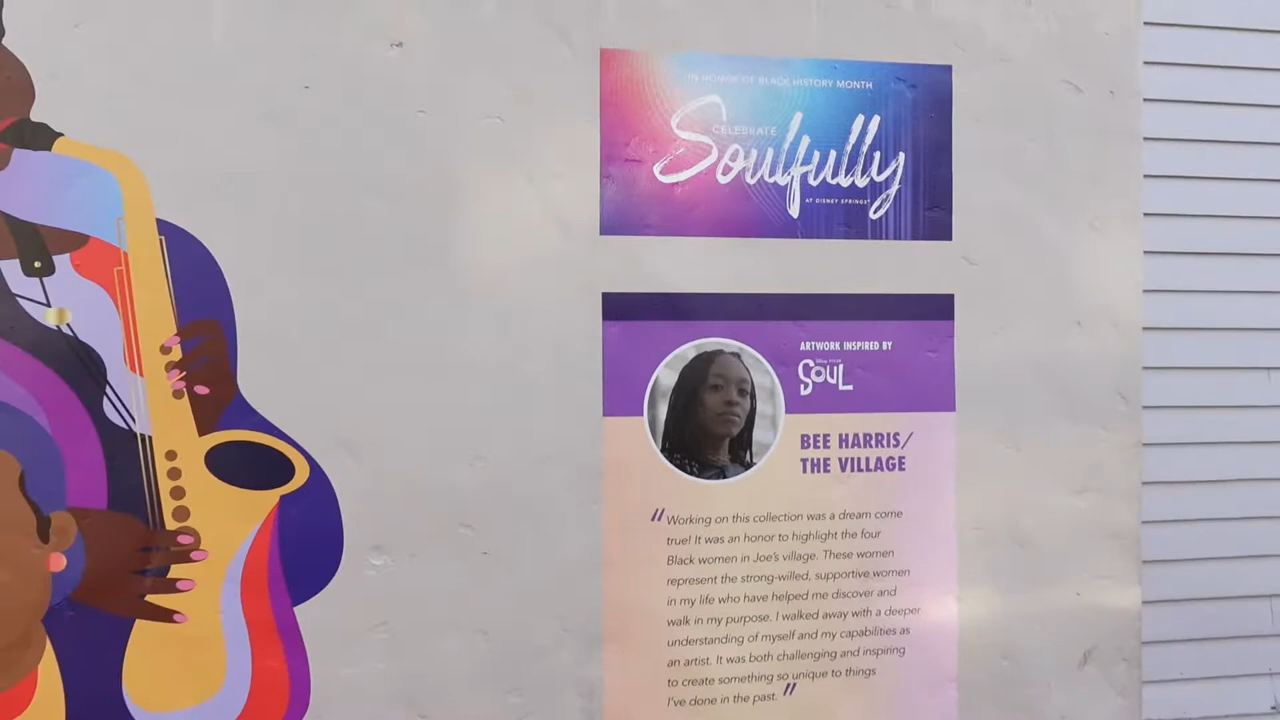 IN HONOR OF BLACK HISTORY MONTH
CELEBRATE
Soulfully
AT DISNEY SPRINGS®
ARTWORK INSPIRED BY
DISNEY PIXAR
SOUL
BEE HARRIS/
THE VILLAGE
"Working on this collection was a dream come
true! It was an honor to highlight the four
Black women in Joe's village. These women
represent the strong-willed, supportive women
in my life who have helped me discover and
walk in my purpose. I walked away with a deeper
understanding of myself and my capabilities as
an artist. It was both challenging and inspiring
to create something so unique to things
I've done in the past."